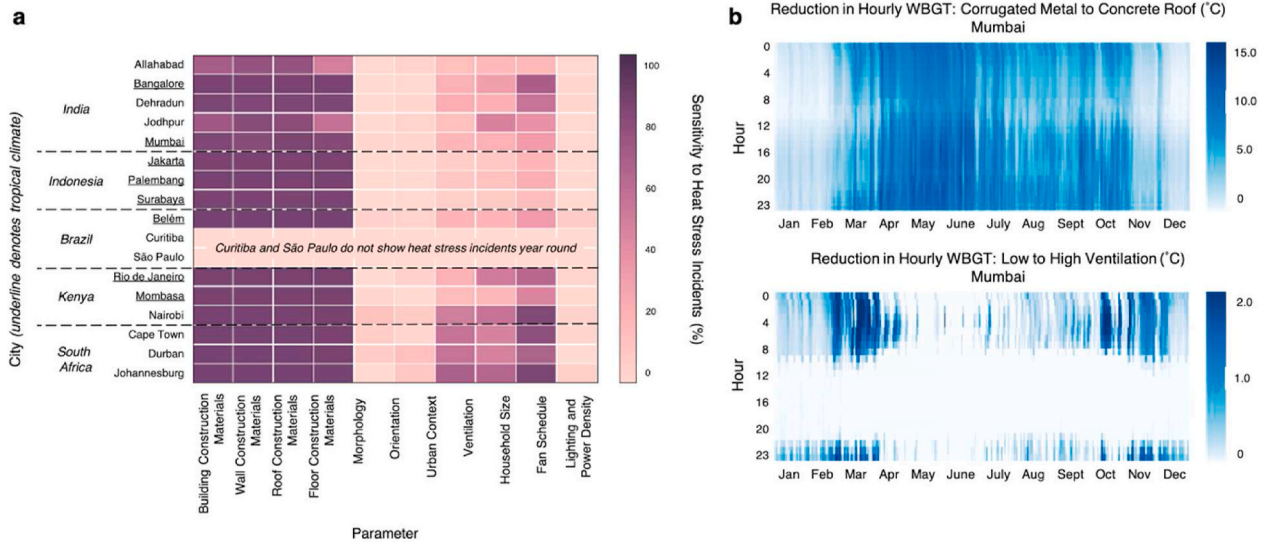 a
City (underline denotes tropical climate)
India
Indonesia
Brazil
Kenya
South
Africa
Allahabad
Bangalore
Dehradun
Jodhpur
Mumbai
Jakarta
Palembang
Surabaya
Belém
Curitiba
São Paulo
Rio de Janeiro
Mombasa
Nairobi
Cape Town
Durban
Johannesburg
Curitiba and São Paulo do not show heat stress incidents year round
Building Construction
Materials
Wall Construction
Materials
Roof Construction
Materials
Floor Construction
Materials
Morphology
Orientation
Urban Context
Ventilation
Household Size
Fan Schedule
Lighting and
Power Density
Parameter
100
80
60
40
20
0
Sensitivity to Heat Stress Incidents (%)
b
Reduction in Hourly WBGT: Corrugated Metal to Concrete Roof (°C)
Mumbai
Hour
0
4
8
12
16
20
23
Jan Feb Mar Apr May June July Aug Sept Oct Nov Dec
15.0
10.0
5.0
0
Reduction in Hourly WBGT: Low to High Ventilation (°C)
Mumbai
Hour
0
4
8
12
16
20
23
Jan Feb Mar Apr May June July Aug Sept Oct Nov Dec
2.0
1.0
0